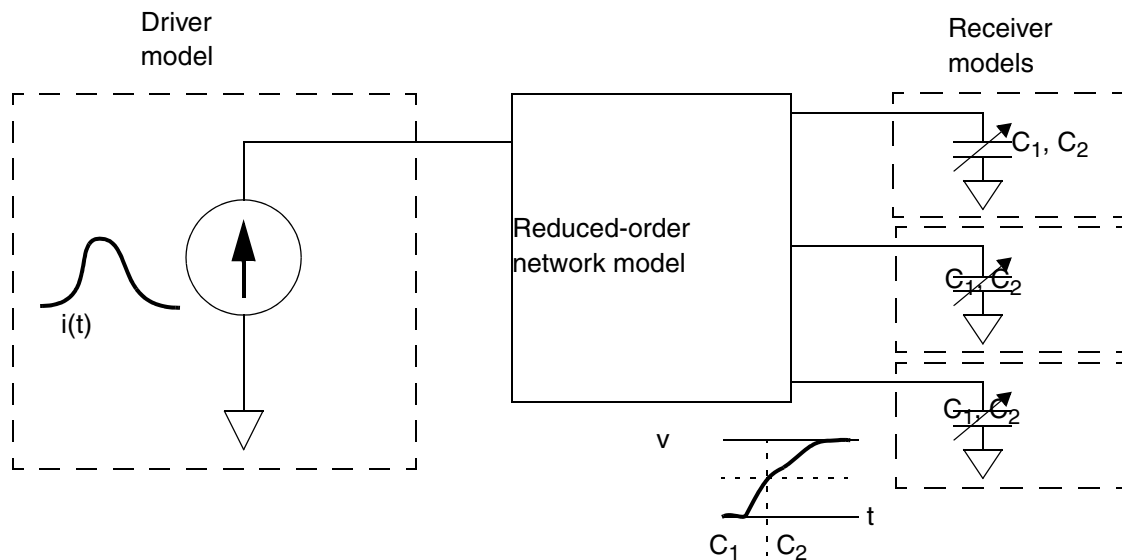 Driver
model
Receiver
models
C1, C2
Reduced-order
network model
C1, C2
i(t)
C1, C2
v
t
C1
C2